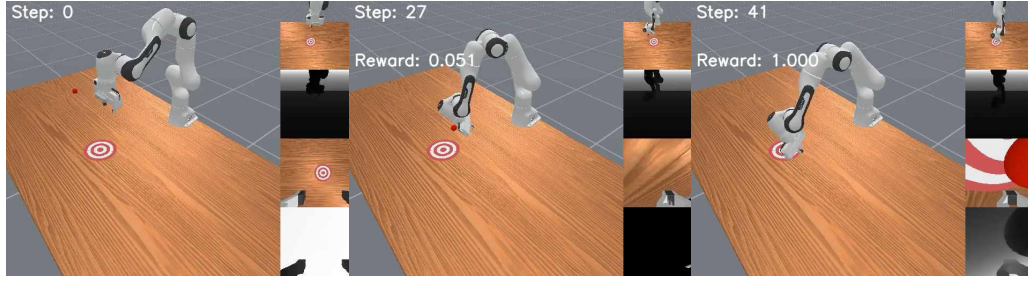 Step: 0
Step: 27
Reward: 0.051
Step: 41
Reward: 1.000